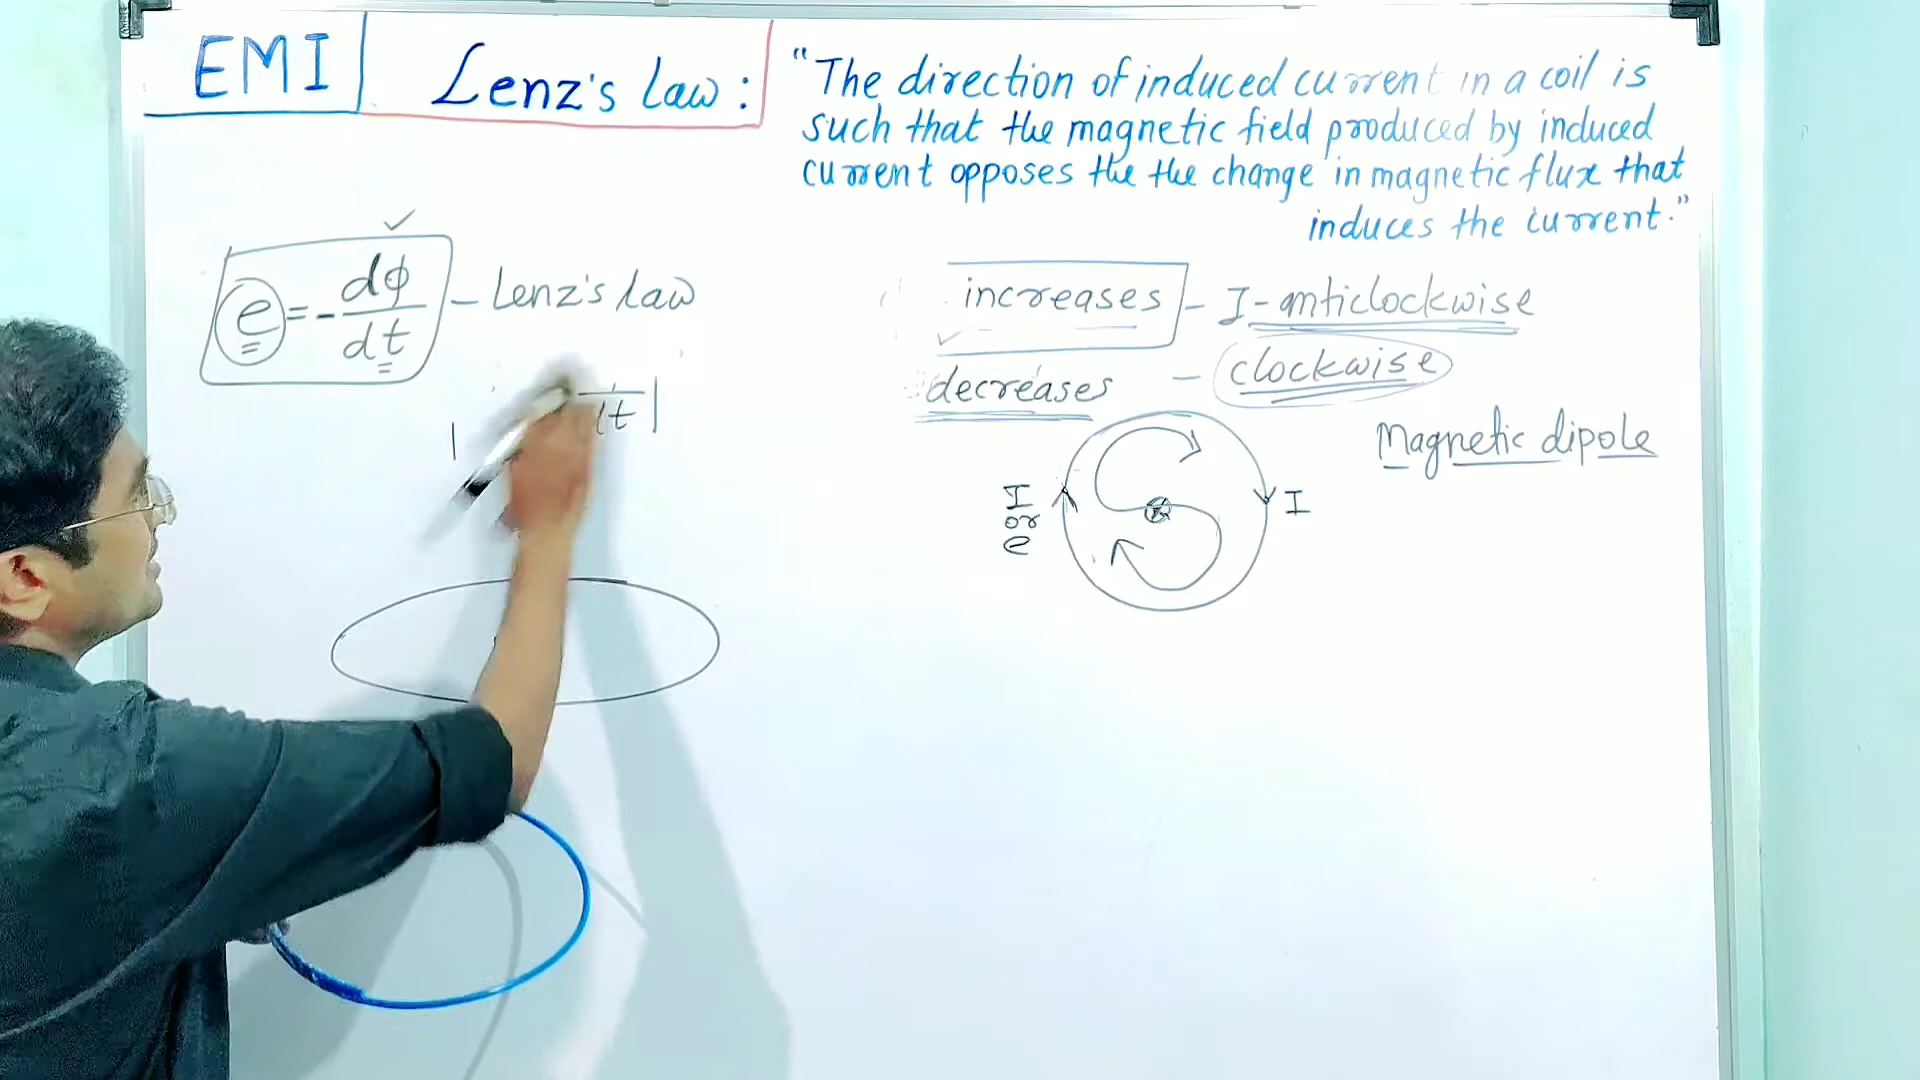 EMI
Lenz's Law :
"The direction of induced current in a coil is
such that the magnetic field produced by induced
current opposes the the change in magnetic flux that
induces the current."
e = - dϕ/dt - Lenz's law
increases - I - anticlockwise
decreases - clockwise
Magnetic dipole
I
or
e
I